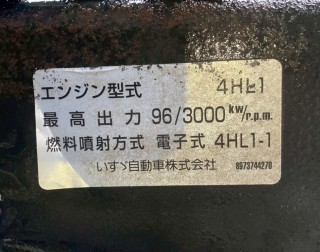 エンジン型式 4HL1
最高出力 96/3000 kw/r.p.m.
燃料噴射方式 電子式 4HL1-1
いすゞ自動車株式会社 8973744270